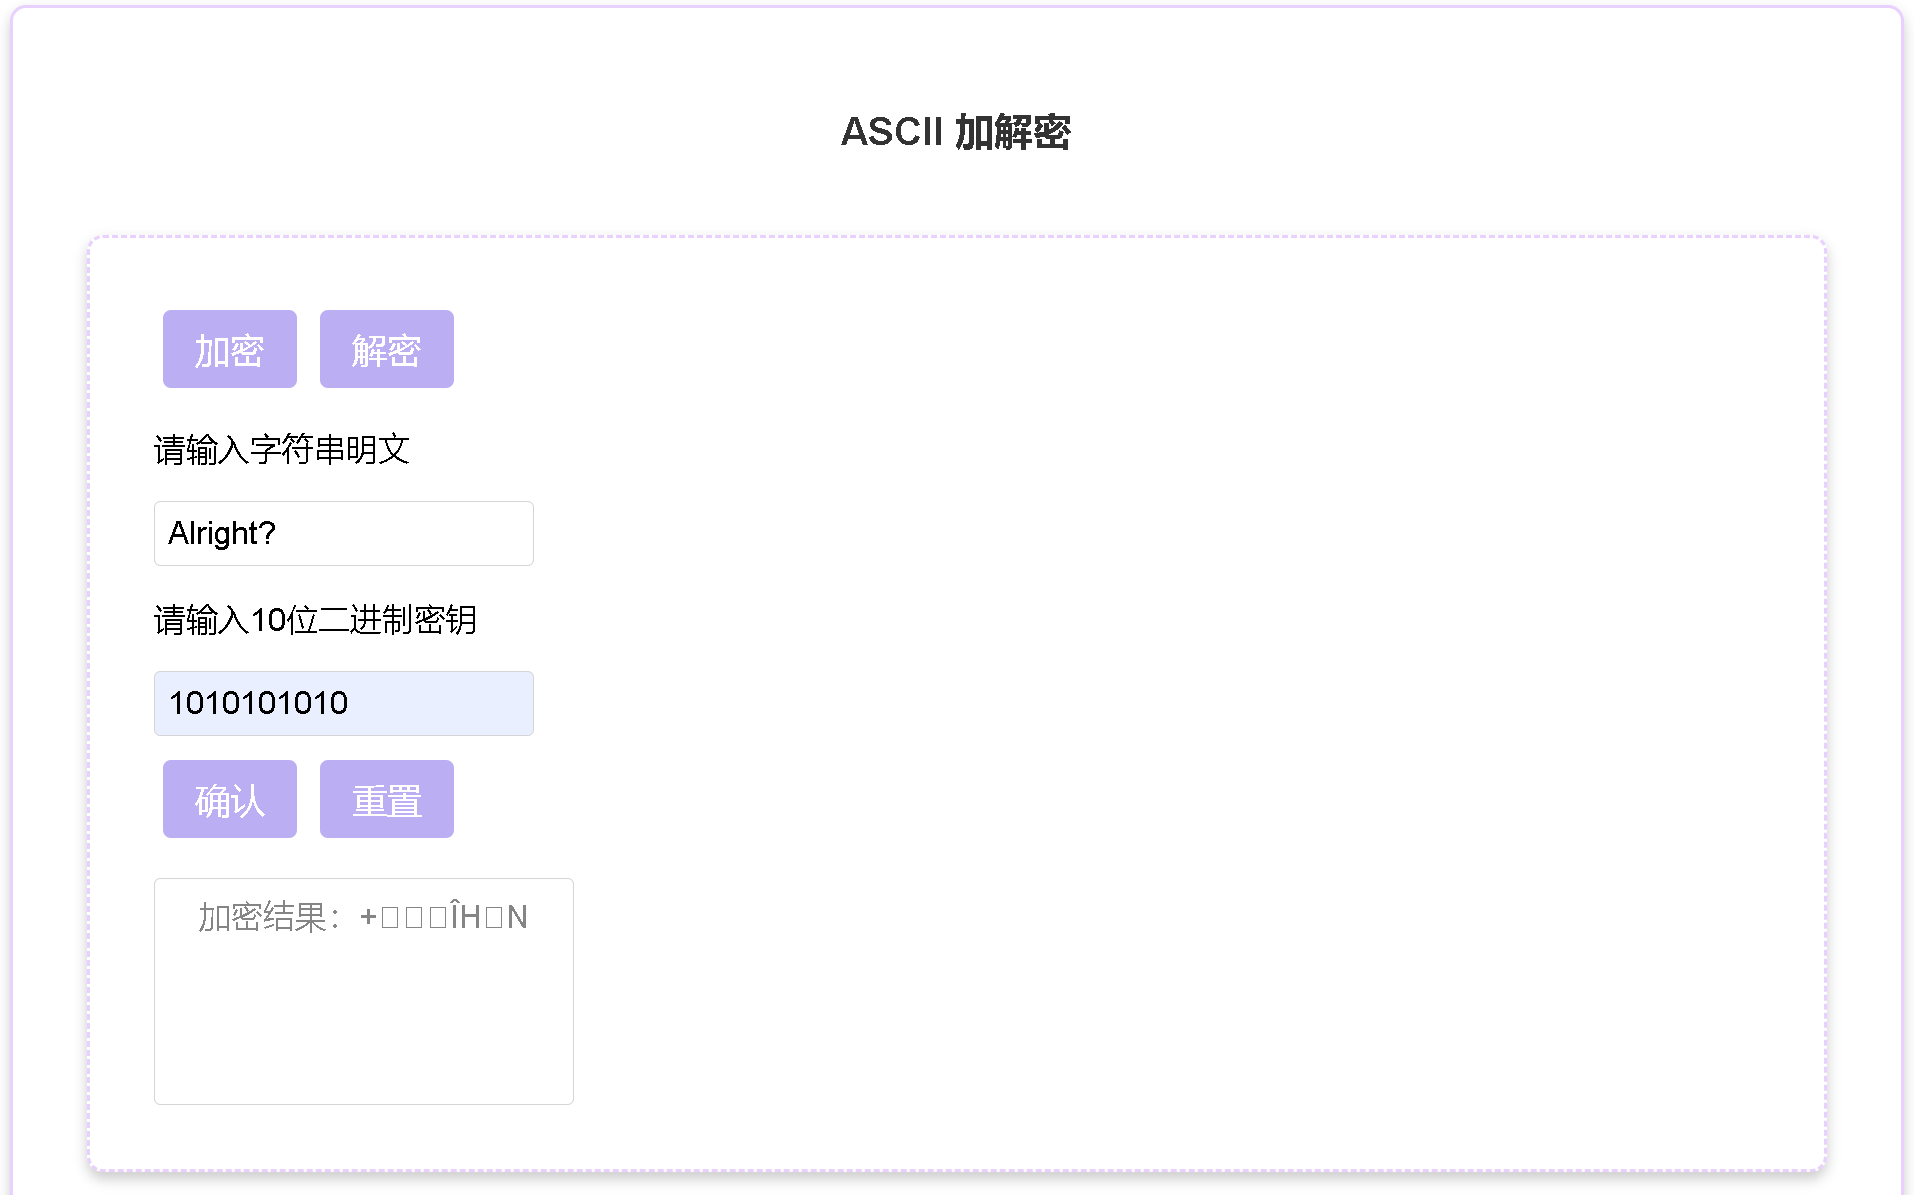 ASCII 加解密
加密 解密
请输入字符串明文
Alright?
请输入10位二进制密钥
1010101010
确认 重置
加密结果：+□□□ÎH□N